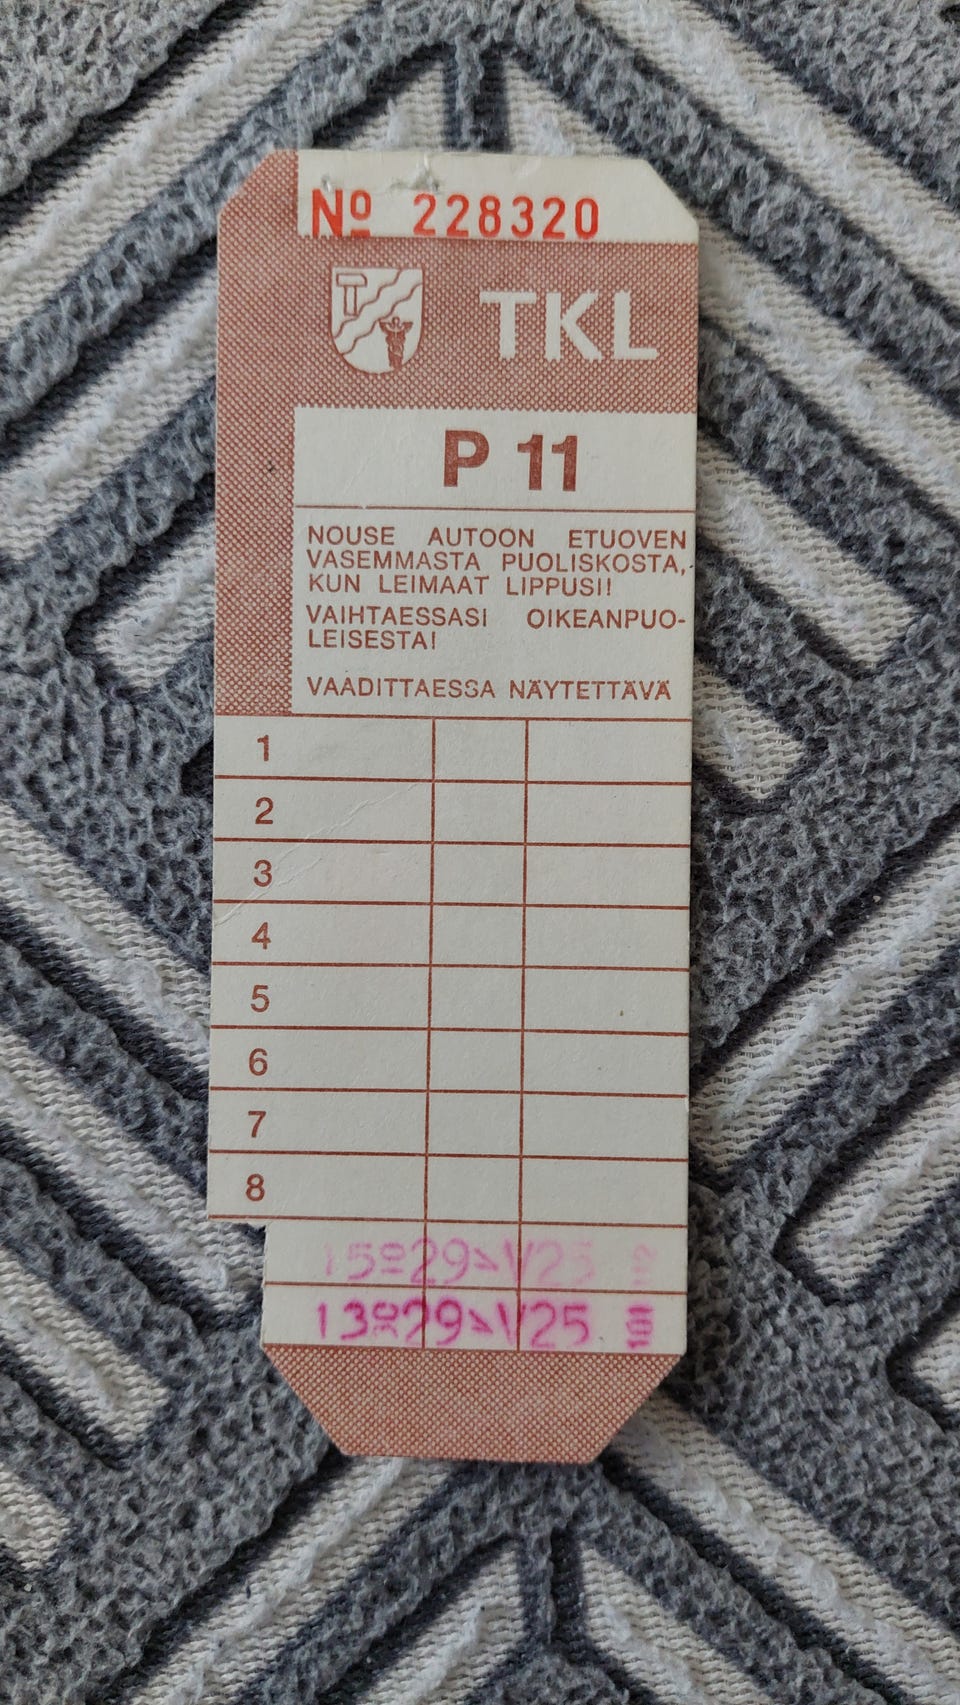 Nº 228320
TKL
P 11
NOUSE AUTOON ETUOVEN
VASEMMASTA PUOLISKOSTA,
KUN LEIMAAT LIPPUSI!
VAIHTAESSASI OIKEANPUO-
LEISESTA!
VAADITTAESSA NÄYTETTÄVÄ
1
2
3
4
5
6
7
8